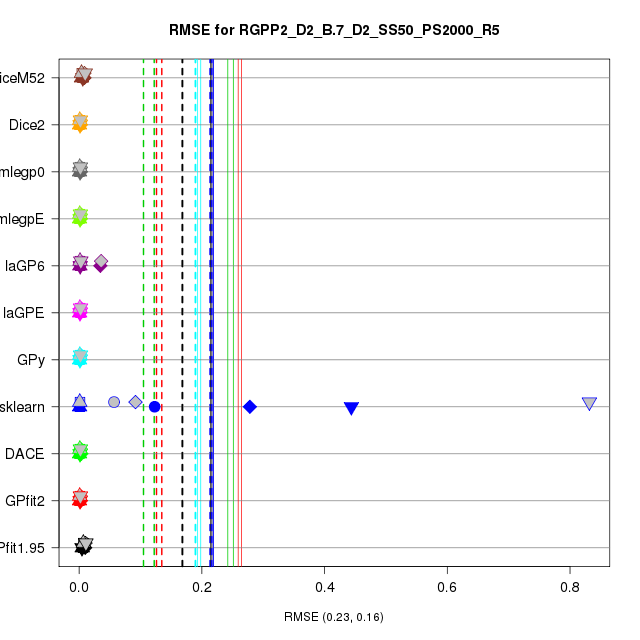 RMSE for RGPP2_D2_B.7_D2_SS50_PS2000_R5
iceM52
Dice2
mlegp0
mlegpE
laGP6
laGPE
GPy
sklearn
DACE
GPfit2
Pfit1.95
0.0 0.2 0.4 0.6 0.8
RMSE (0.23, 0.16)